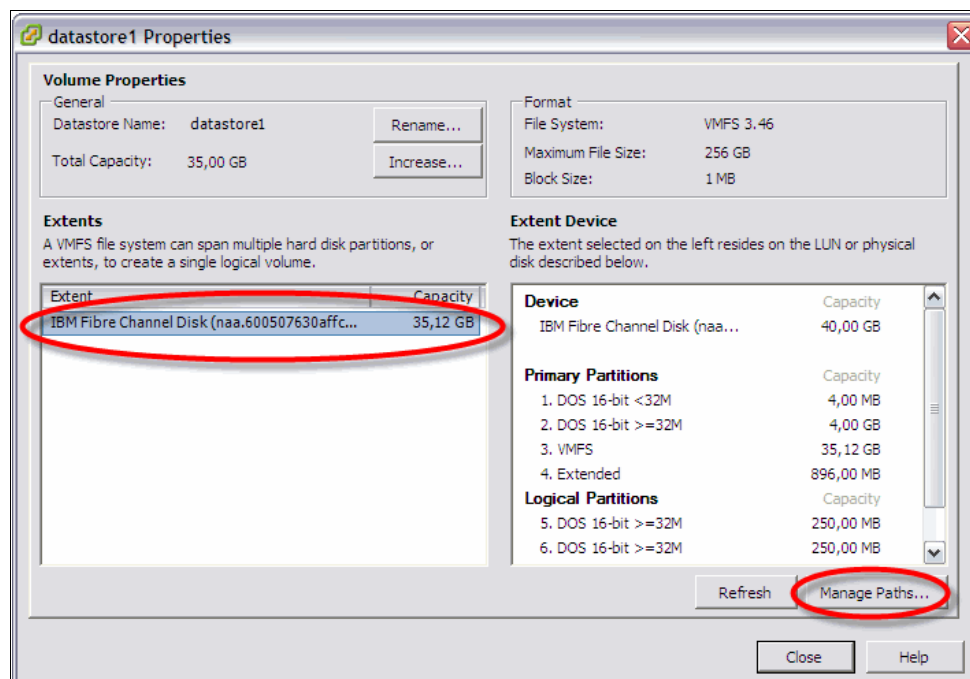 datastore1 Properties
Volume Properties
General
Datastore Name: datastore1
Rename...
Total Capacity: 35,00 GB
Increase...
Format
File System: VMFS 3.46
Maximum File Size: 256 GB
Block Size: 1 MB
Extents
A VMFS file system can span multiple hard disk partitions, or
extents, to create a single logical volume.
Extent Capacity
IBM Fibre Channel Disk (naa.600507630affc... 35,12 GB
Extent Device
The extent selected on the left resides on the LUN or physical
disk described below.
Device Capacity
IBM Fibre Channel Disk (naa... 40,00 GB
Primary Partitions Capacity
1. DOS 16-bit <32M 4,00 MB
2. DOS 16-bit >=32M 4,00 GB
3. VMFS 35,12 GB
4. Extended 896,00 MB
Logical Partitions Capacity
5. DOS 16-bit >=32M 250,00 MB
6. DOS 16-bit >=32M 250,00 MB
Refresh
Manage Paths...
Close
Help